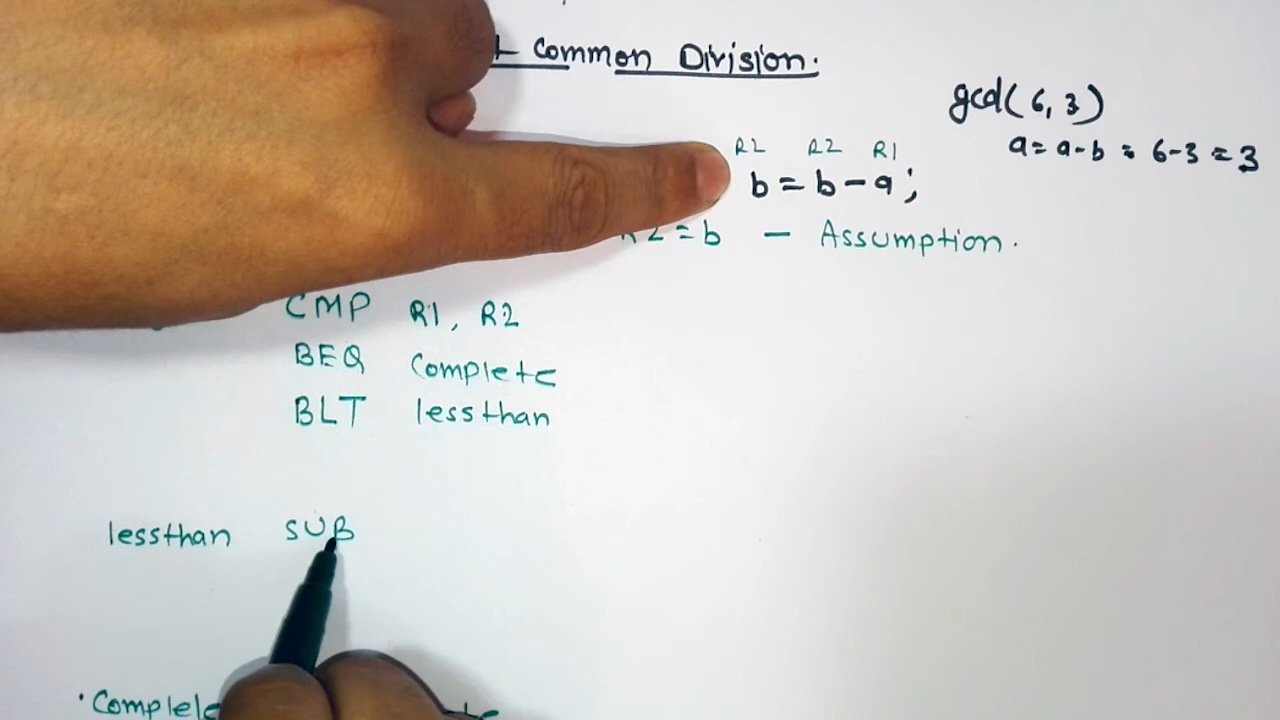 Common Division.
gcd(6,3)
a = a-b = 6-3 = 3
R2 R2 R1
b = b - a;
R2 = b - Assumption.
CMP R1, R2
BEQ Complete
BLT lessthan
lessthan SUB